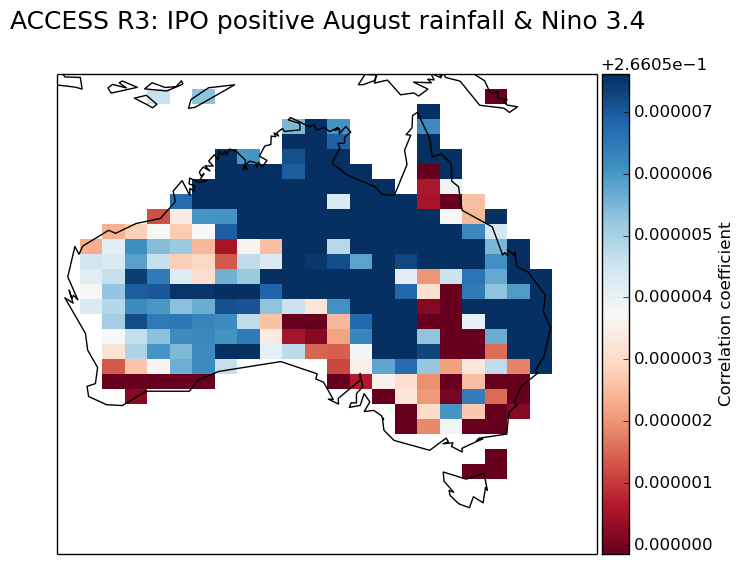 ACCESS R3: IPO positive August rainfall & Nino 3.4
+2.6605e−1
0.000007
0.000006
0.000005
0.000004
0.000003
0.000002
0.000001
0.000000
Correlation coefficient